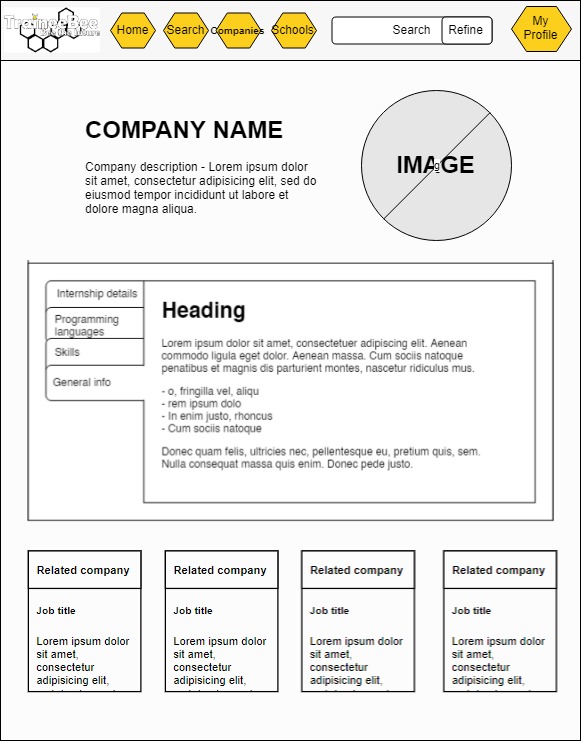 TraineeBee
Home
Search
Companies
Schools
Search
Refine
My
Profile
COMPANY NAME
IMAGE
Company description - Lorem ipsum dolor
sit amet, consectetur adipisicing elit, sed do
eiusmod tempor incididunt ut labore et
dolore magna aliqua.
Internship details
Programming
languages
Skills
General info
Heading
Lorem ipsum dolor sit amet, consectetuer adipiscing elit. Aenean
commodo ligula eget dolor. Aenean massa. Cum sociis natoque
penatibus et magnis dis parturient montes, nascetur ridiculus mus.
- o, fringilla vel, aliqu
- rem ipsum dolo
- In enim justo, rhoncus
- Cum sociis natoque
Donec quam felis, ultricies nec, pellentesque eu, pretium quis, sem.
Nulla consequat massa quis enim. Donec pede justo.
Related company
Job title
Lorem ipsum dolor
sit amet,
consectetur
adipisicing elit,
Related company
Job title
Lorem ipsum dolor
sit amet,
consectetur
adipisicing elit,
Related company
Job title
Lorem ipsum dolor
sit amet,
consectetur
adipisicing elit,
Related company
Job title
Lorem ipsum dolor
sit amet,
consectetur
adipisicing elit,